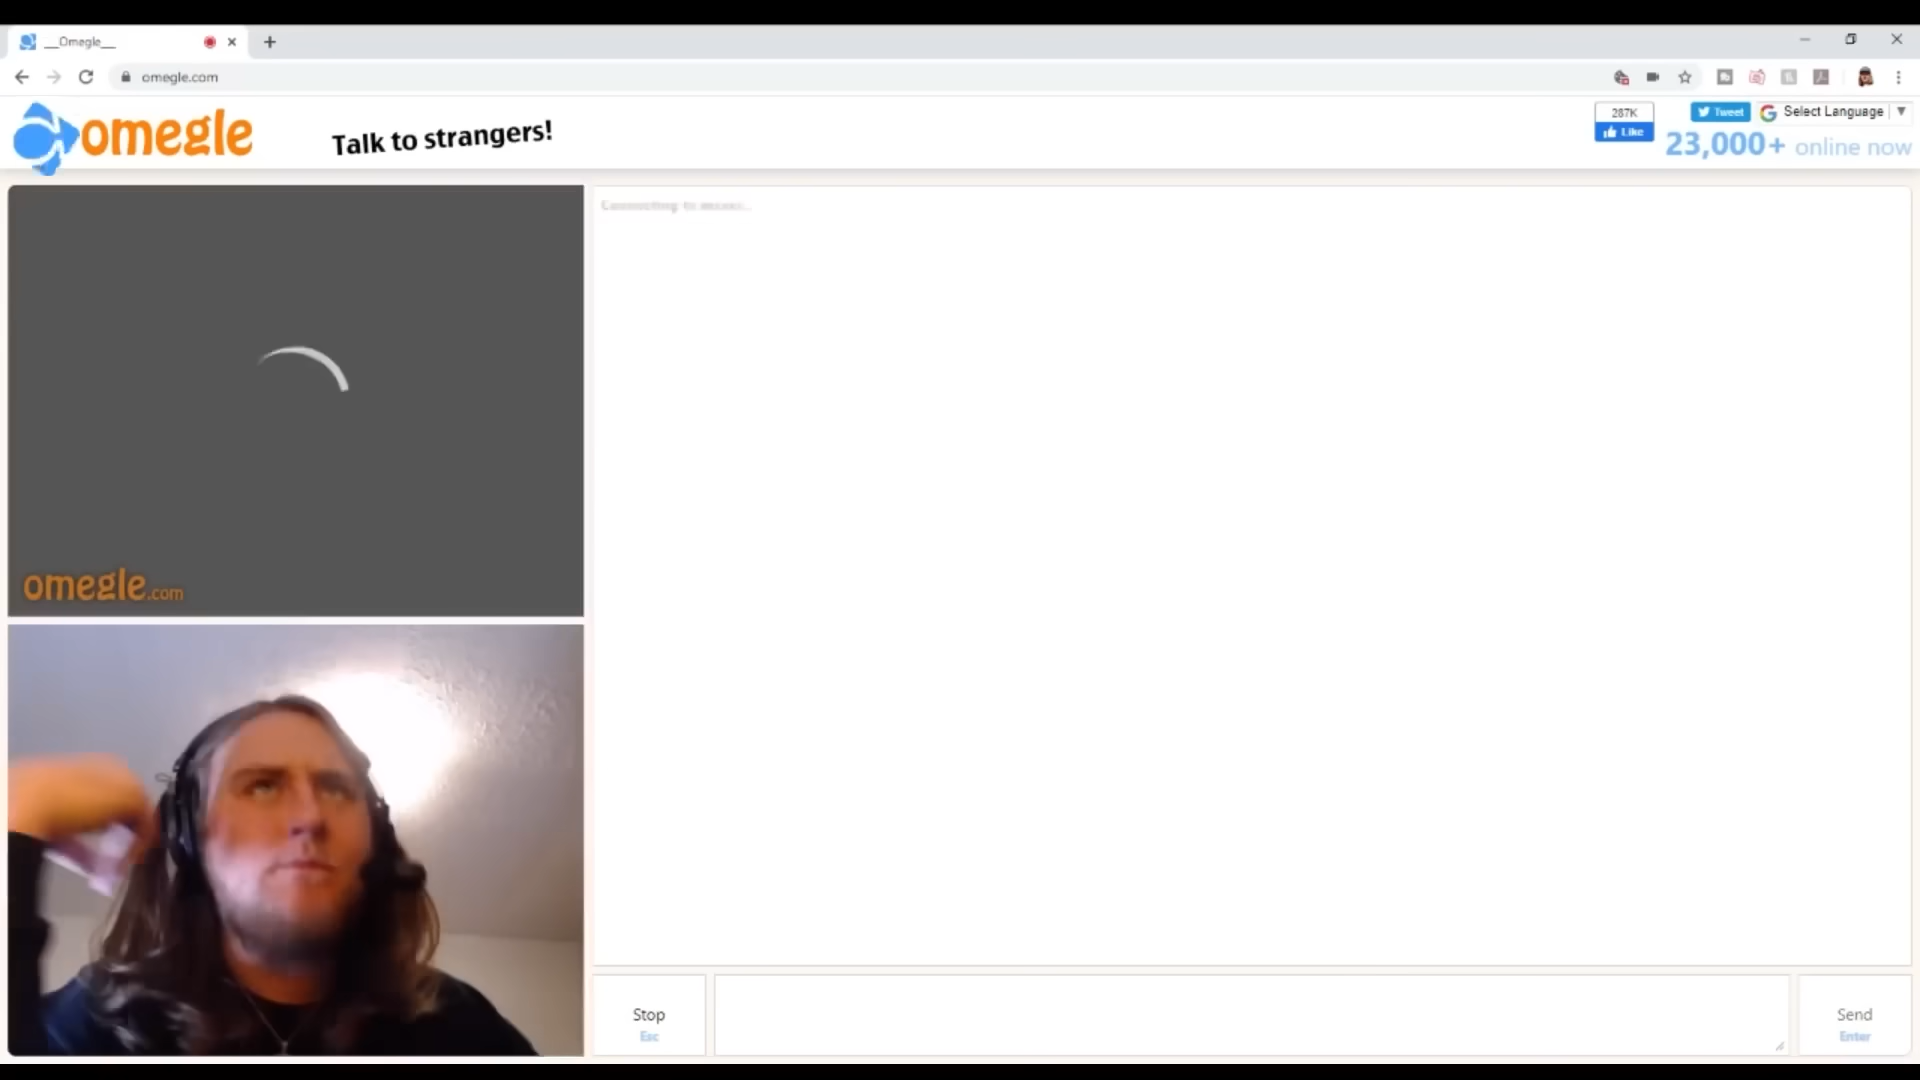 __Omegle__
omegle.com
omegle
Talk to strangers!
287K
Like
Tweet
Select Language
23,000+ online now
omegle.com
Stop
Esc
Send
Enter